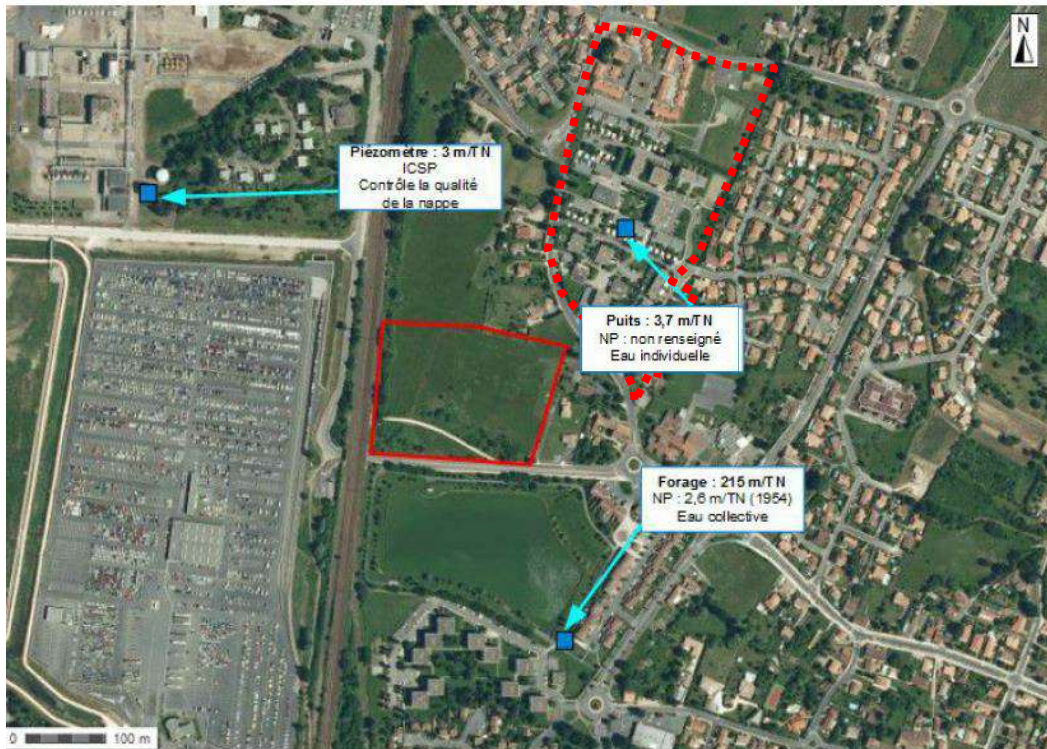 N
Piézomètre : 3 m/TN
ICSP
Contrôle la qualité
de la nappe
Puits : 3,7 m/TN
NP : non renseigné
Eau individuelle
Forage : 215 m/TN
NP : 2,6 m/TN (1954)
Eau collective
0 100 m